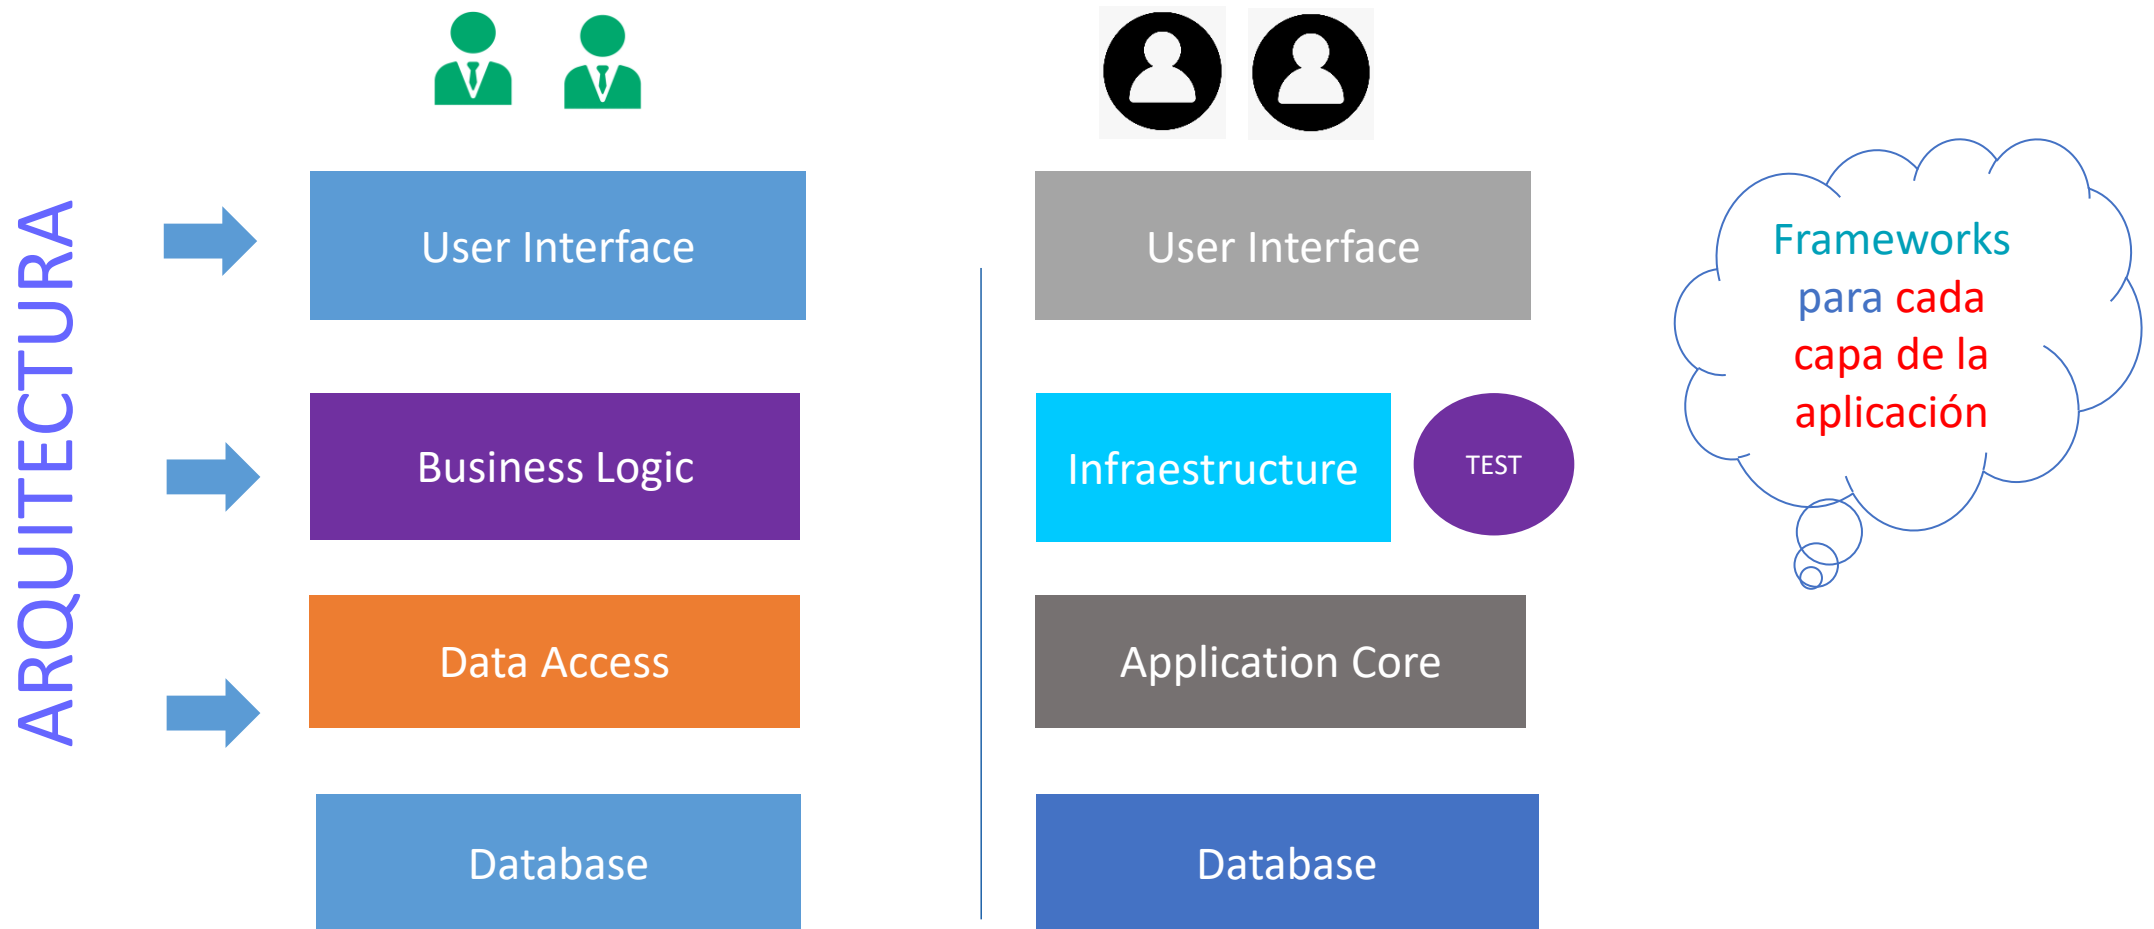 ARQUITECTURA
User Interface
Business Logic
Data Access
Database
User Interface
Infraestructure
TEST
Application Core
Database
Frameworks
para cada
capa de la
aplicación